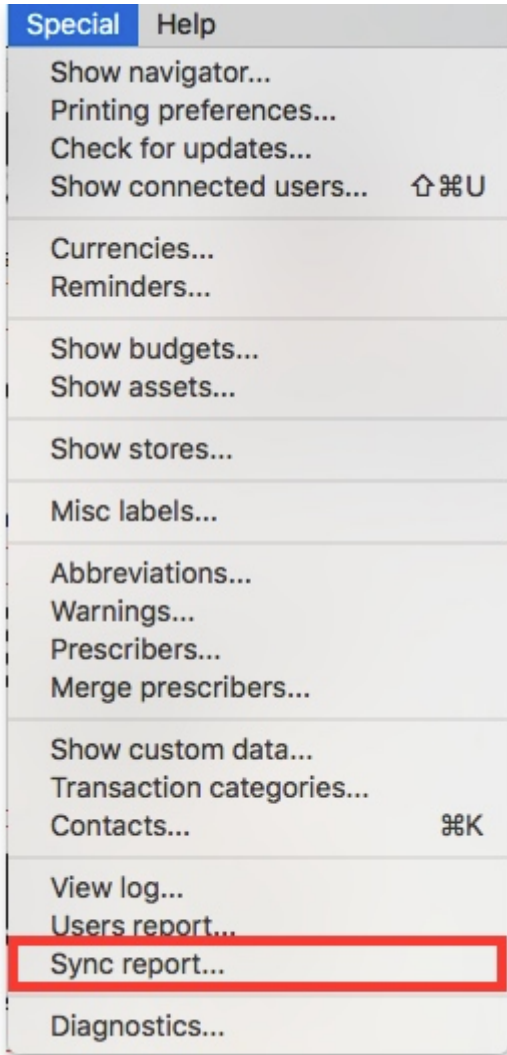 Special Help
Show navigator...
Printing preferences...
Check for updates...
Show connected users... ⇧⌘U
Currencies...
Reminders...
Show budgets...
Show assets...
Show stores...
Misc labels...
Abbreviations...
Warnings...
Prescribers...
Merge prescribers...
Show custom data...
Transaction categories...
Contacts... ⌘K
View log...
Users report...
Sync report...
Diagnostics...